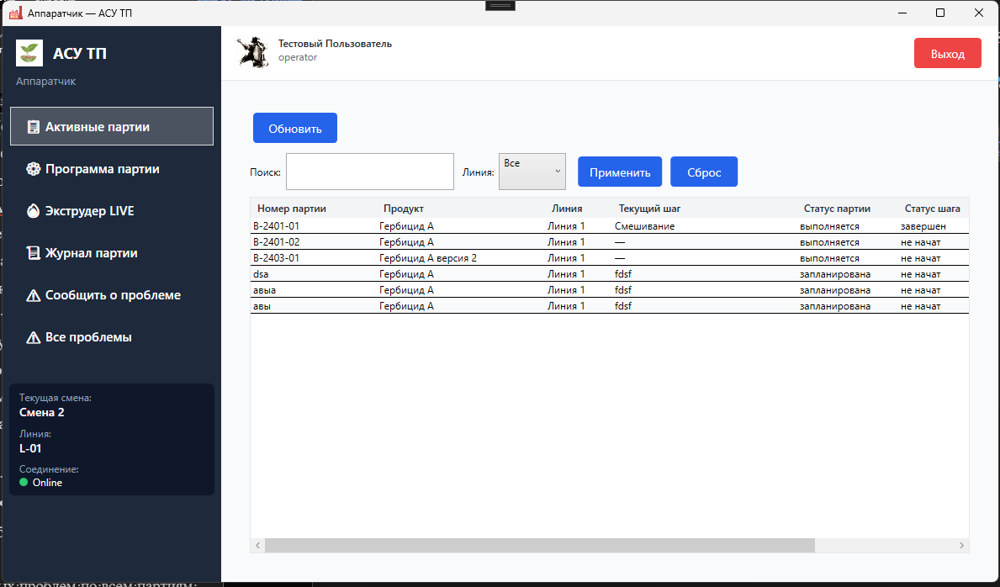 Аппаратчик — АСУ ТП
АСУ ТП
Аппаратчик
Активные партии
Программа партии
Экструдер LIVE
Журнал партии
Сообщить о проблеме
Все проблемы
Текущая смена:
Смена 2
Линия:
L-01
Соединение:
Online
Тестовый Пользователь
operator
Выход
Обновить
Поиск: Линия: Все Применить Сброс
Номер партии Продукт Линия Текущий шаг Статус партии Статус шага
В-2401-01 Гербицид А Линия 1 Смешивание выполняется завершен
В-2401-02 Гербицид А Линия 1 — выполняется не начат
В-2403-01 Гербицид А версия 2 Линия 1 — выполняется не начат
dsa Гербицид А Линия 1 fdsf запланирована не начат
авыа Гербицид А Линия 1 fdsf запланирована не начат
авы Гербицид А Линия 1 fdsf запланирована не начат